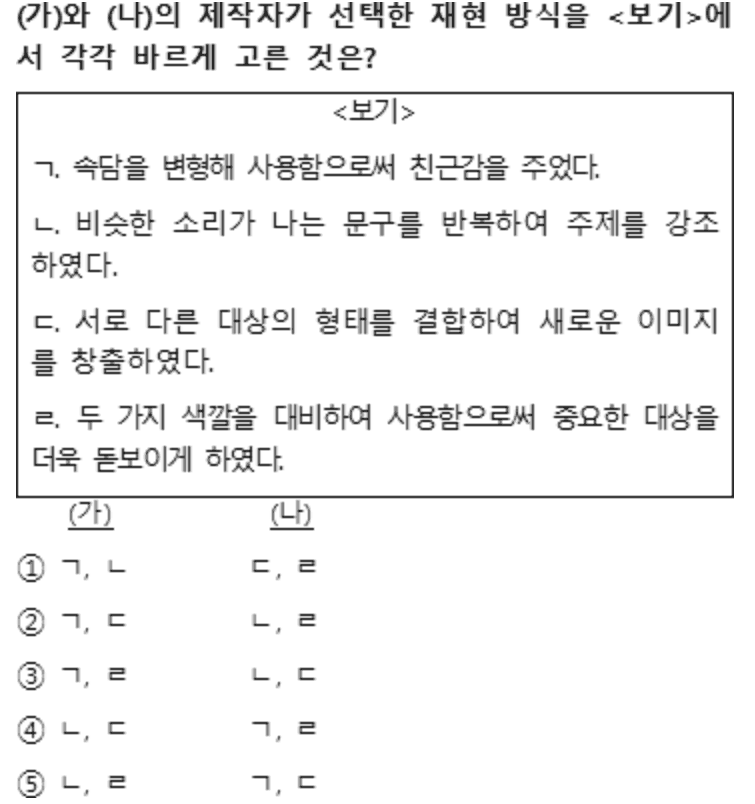 (가)와 (나)의 제작자가 선택한 재현 방식을 <보기>에
서 각각 바르게 고른 것은?
<보기>
ㄱ. 속담을 변형해 사용함으로써 친근감을 주었다.
ㄴ. 비슷한 소리가 나는 문구를 반복하여 주제를 강조
하였다.
ㄷ. 서로 다른 대상의 형태를 결합하여 새로운 이미지
를 창출하였다.
ㄹ. 두 가지 색깔을 대비하여 사용함으로써 중요한 대상을
더욱 돋보이게 하였다.
(가) (나)
① ㄱ, ㄴ ㄷ, ㄹ
② ㄱ, ㄷ ㄴ, ㄹ
③ ㄱ, ㄹ ㄴ, ㄷ
④ ㄴ, ㄷ ㄱ, ㄹ
⑤ ㄴ, ㄹ ㄱ, ㄷ